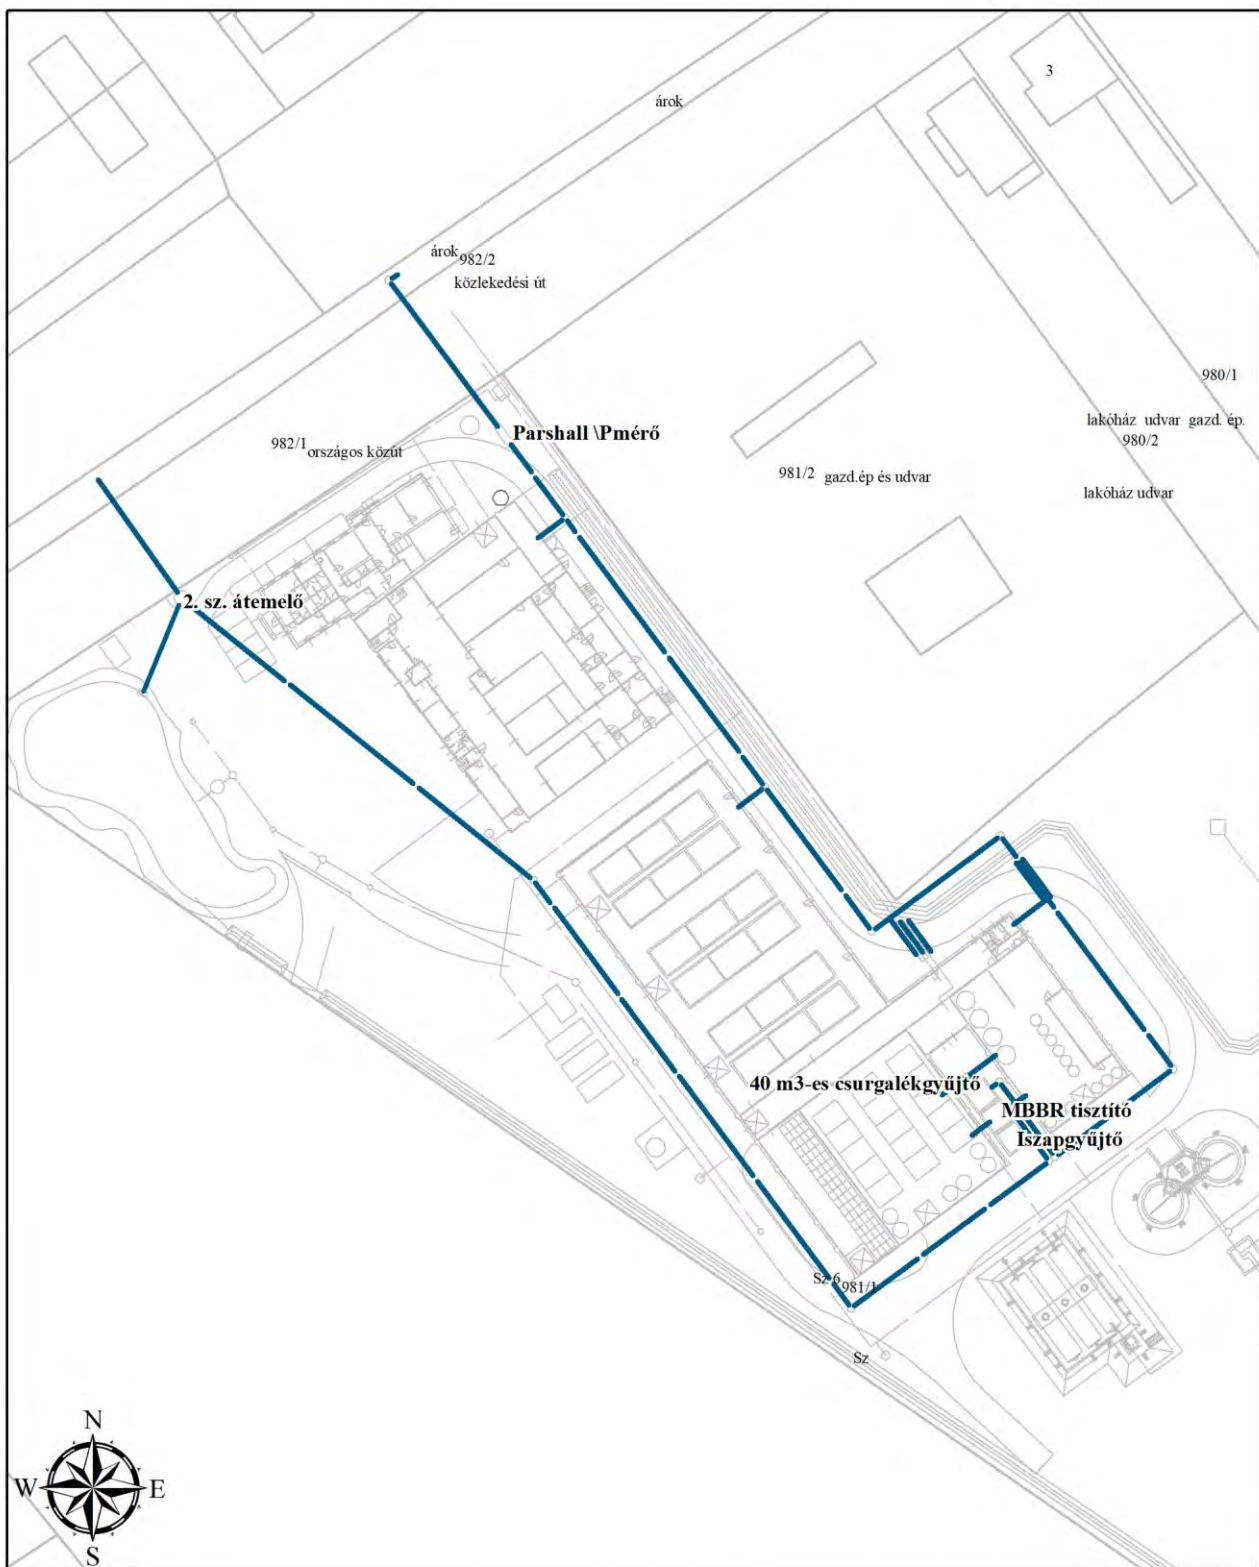 3
árok
árok
982/2
közlekedési út
980/1
lakóház udvar gazd. ép.
980/2
Parshall \Pmérő
982/1
országos közút
981/2 gazd.ép és udvar
lakóház udvar
2. sz. átemelő
40 m3-es csurgalékgyűjtő
MBBR tisztító
Iszapgyűjtő
Sz 6
981/1
Sz
N
W
E
S